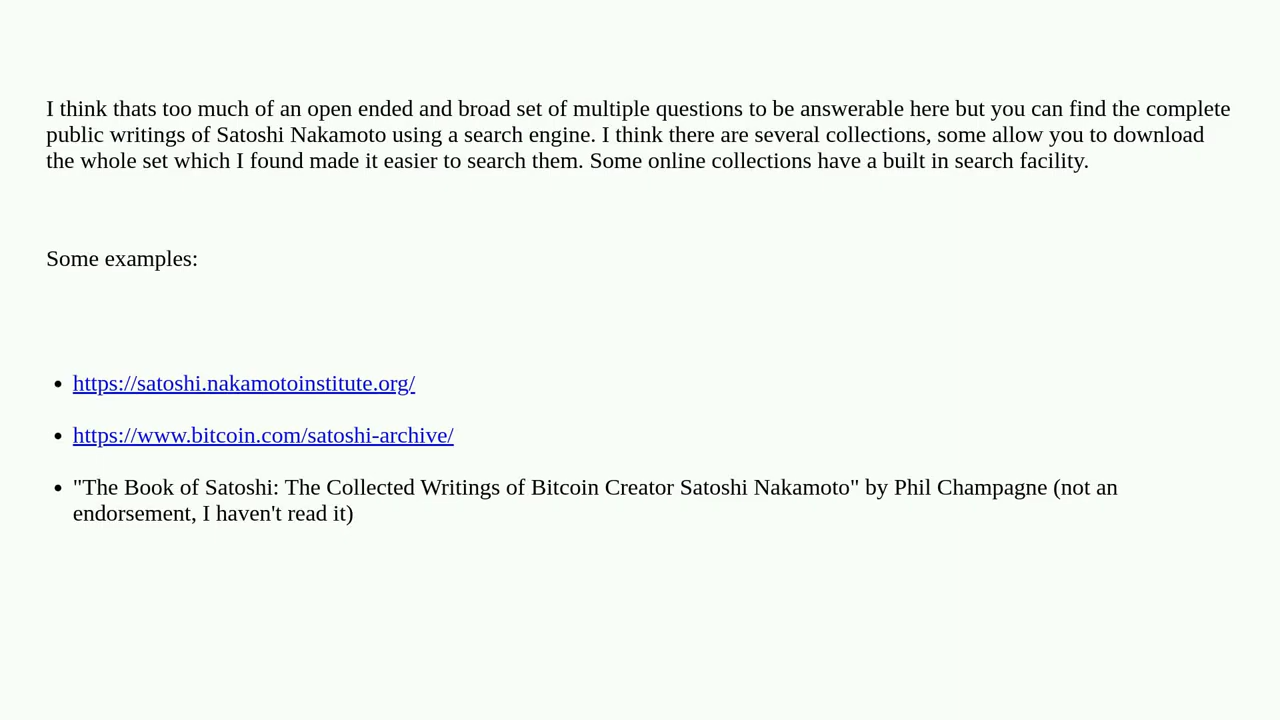 I think thats too much of an open ended and broad set of multiple questions to be answerable here but you can find the complete
public writings of Satoshi Nakamoto using a search engine. I think there are several collections, some allow you to download
the whole set which I found made it easier to search them. Some online collections have a built in search facility.
Some examples:
• https://satoshi.nakamotoinstitute.org/
• https://www.bitcoin.com/satoshi-archive/
• "The Book of Satoshi: The Collected Writings of Bitcoin Creator Satoshi Nakamoto" by Phil Champagne (not an
endorsement, I haven't read it)